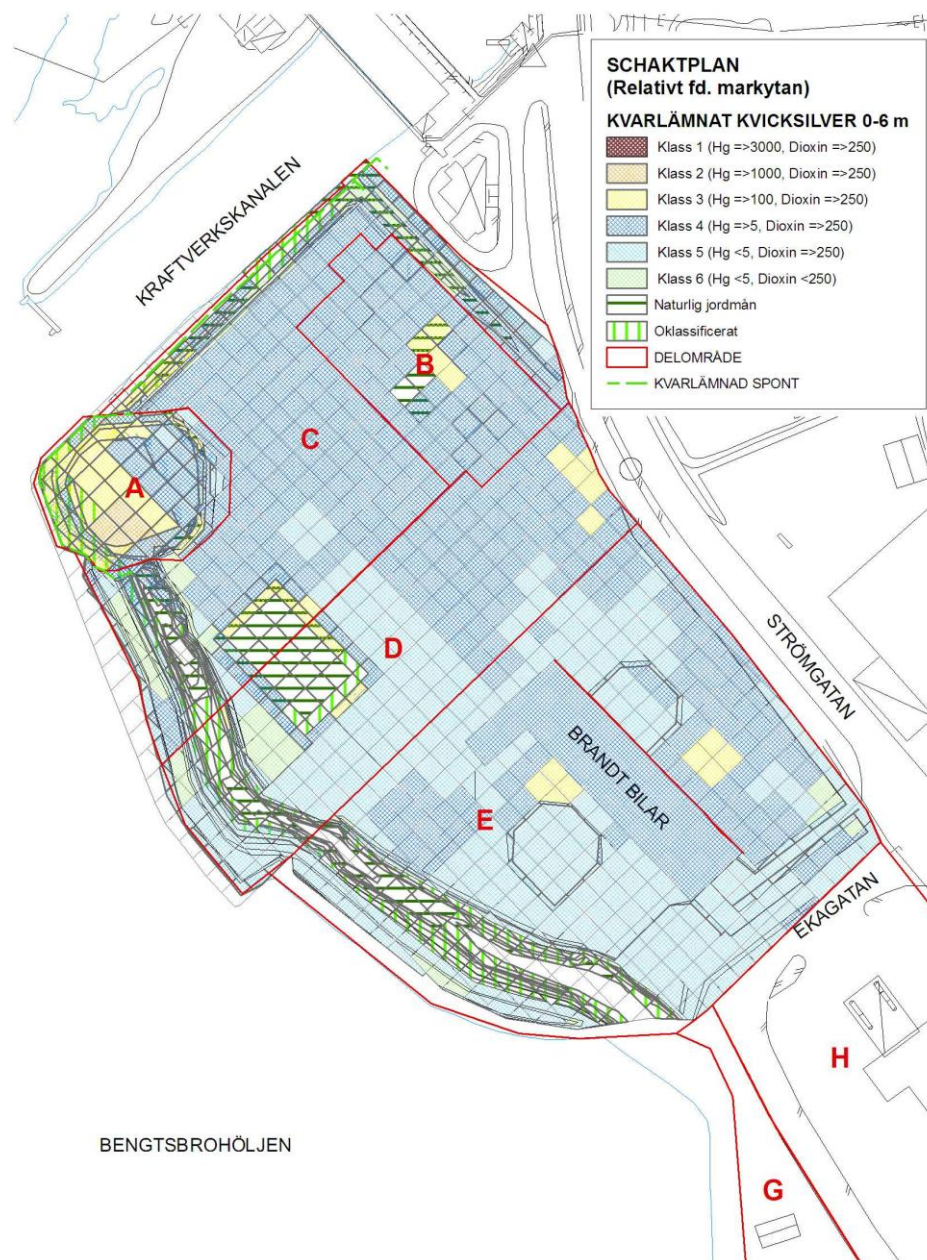 SCHAKTPLAN
(Relativt fd. markytan)
KVARLÄMNAT KVICKSILVER 0-6 m
Klass 1 (Hg =>3000, Dioxin =>250)
Klass 2 (Hg =>1000, Dioxin =>250)
Klass 3 (Hg =>100, Dioxin =>250)
Klass 4 (Hg =>5, Dioxin =>250)
Klass 5 (Hg <5, Dioxin =>250)
Klass 6 (Hg <5, Dioxin <250)
Naturlig jordmån
Oklassificerat
DELOMRÅDE
KVARLÄMNAD SPONT
KRAFTVERKSKANALEN
B
C
A
D
STRÖMGATAN
BRANDT BILAR
E
EKAGATAN
H
BENGTSBROHÖLJEN
G